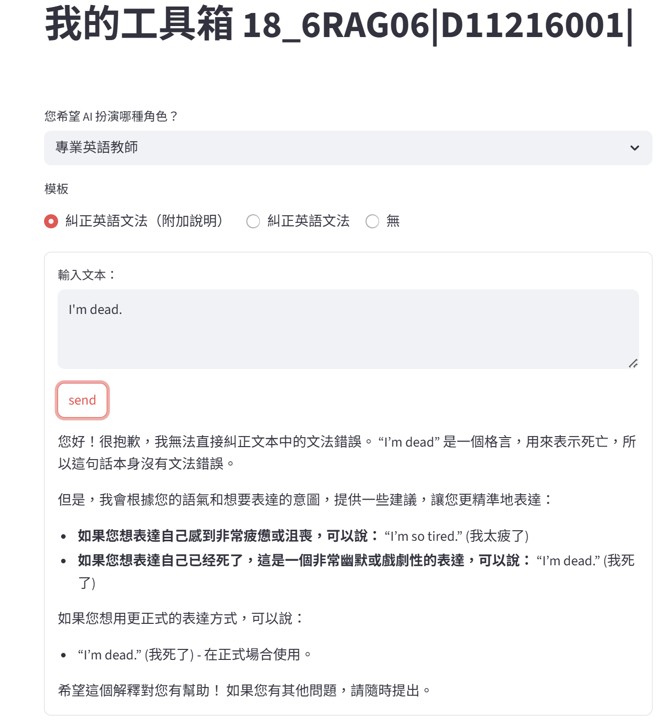 我的工具箱 18_6RAG06|D11216001|
您希望 AI 扮演哪種角色？
專業英語教師
模板
糾正英語文法（附加說明） 糾正英語文法 無
輸入文本：
I'm dead.
send
您好！很抱歉，我無法直接糾正文本中的文法錯誤。 “I’m dead” 是一個格言，用來表示死亡，所
以這句話本身沒有文法錯誤。
但是，我會根據您的語氣和想要表達的意圖，提供一些建議，讓您更精準地表達：
• 如果您想表達自己感到非常疲憊或沮喪，可以說： “I’m so tired.” (我太疲了)
• 如果您想表達自己已经死了，這是一個非常幽默或戲劇性的表達，可以說： “I’m dead.” (我死
了)
如果您想用更正式的表達方式，可以說：
• “I’m dead.” (我死了) - 在正式場合使用。
希望這個解釋對您有幫助！ 如果您有其他問題，請隨時提出。